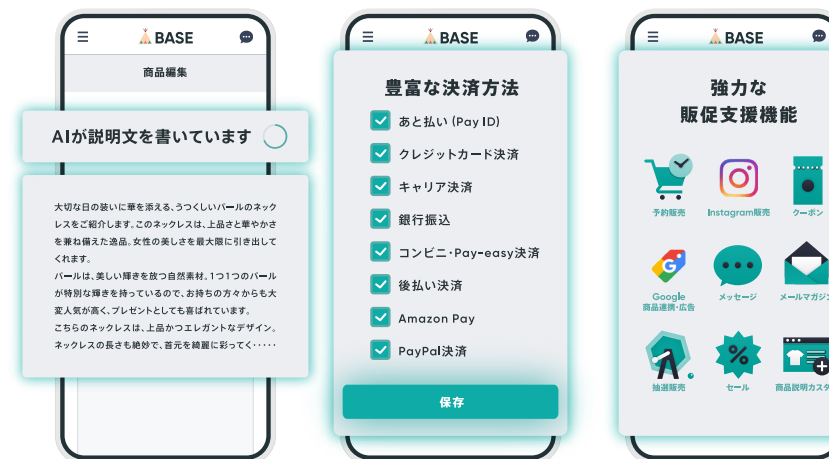 BASE
商品編集
AIが説明文を書いています
大切な日の装いに華を添える、うつくしいパールのネック
レスをご紹介します。このネックレスは、上品さと華やかさ
を兼ね備えた逸品。女性の美しさを最大限に引き出して
くれます。
パールは、美しい輝きを放つ自然素材。1つ1つのパール
が特別な輝きを持っているので、お持ちの方々からも大
変人気が高く、プレゼントとしても喜ばれています。
こちらのネックレスは、上品かつエレガントなデザイン。
ネックレスの長さも絶妙で、首元を綺麗に彩ってく・・・・・
BASE
豊富な決済方法
あと払い (Pay ID)
クレジットカード決済
キャリア決済
銀行振込
コンビニ・Pay-easy決済
後払い決済
Amazon Pay
PayPal決済
保存
BASE
強力な
販促支援機能
予約販売
Instagram販売
クーポン
Google
商品連携・広告
メッセージ
メールマガジン
抽選販売
%
セール
商品説明カスタ